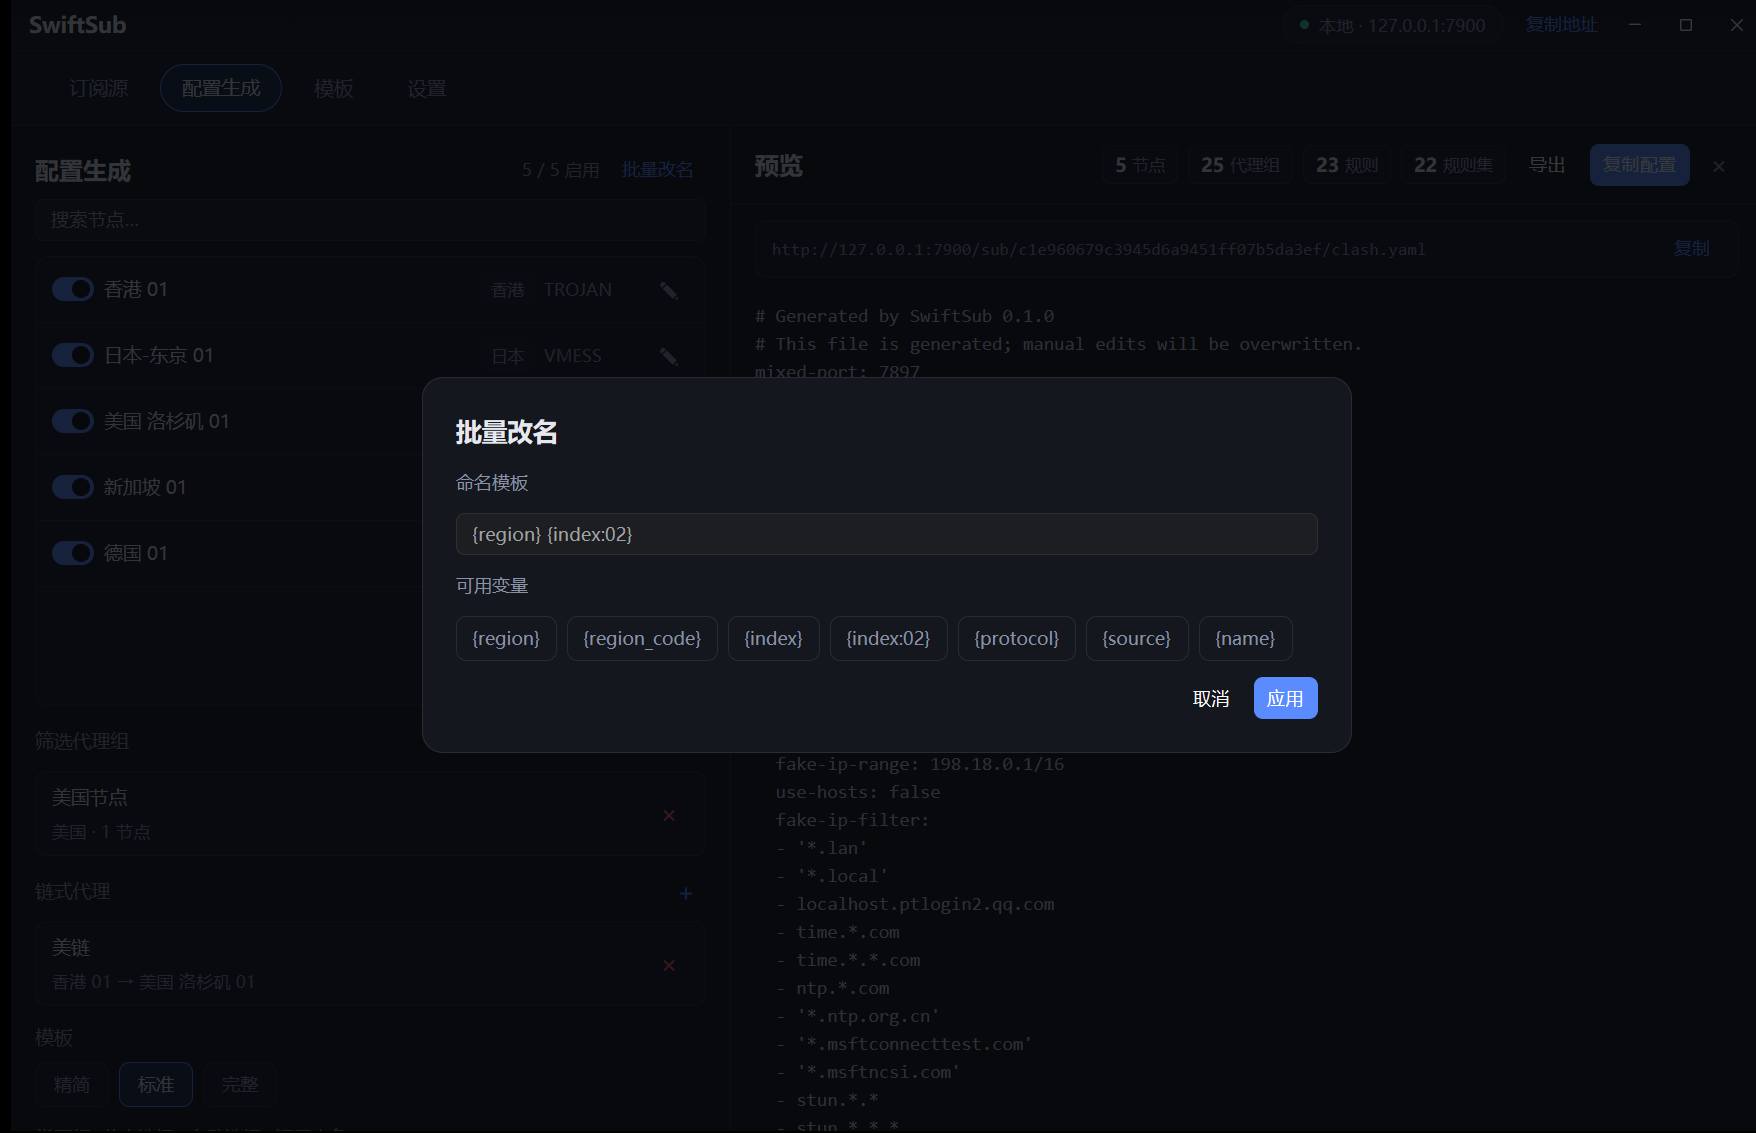 SwiftSub
本地 · 127.0.0.1:7900 复制地址
订阅源 配置生成 模板 设置
配置生成 5 / 5 启用 批量改名
搜索节点...
香港 01 香港 TROJAN
日本-东京 01 日本 VMESS
美国 洛杉矶 01
新加坡 01
德国 01
筛选代理组
美国节点
美国 · 1 节点
链式代理 +
美链
香港 01 → 美国 洛杉矶 01
模板
精简 标准 完整
预览 5 节点 25 代理组 23 规则 22 规则集 导出 复制配置
http://127.0.0.1:7900/sub/c1e960679c3945d6a9451ff07b5da3ef/clash.yaml 复制
# Generated by SwiftSub 0.1.0
# This file is generated; manual edits will be overwritten.
mixed-port: 7897
批量改名
命名模板
{region} {index:02}
可用变量
{region} {region_code} {index} {index:02} {protocol} {source} {name}
取消 应用
fake-ip-range: 198.18.0.1/16
use-hosts: false
fake-ip-filter:
- '*.lan'
- '*.local'
- localhost.ptlogin2.qq.com
- time.*.com
- time.*.*.com
- ntp.*.com
- '*.ntp.org.cn'
- '*.msftconnecttest.com'
- '*.msftncsi.com'
- stun.*.*
- stun.*.*.*